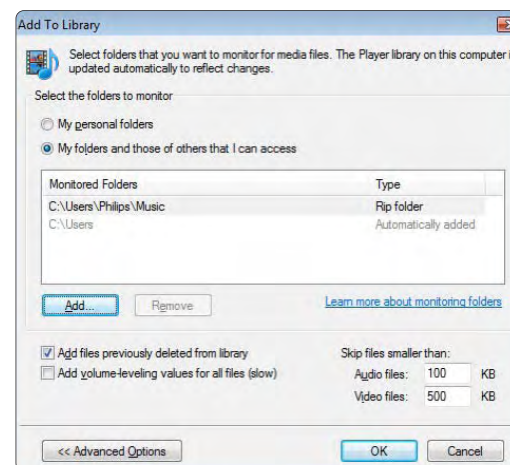 Add To Library
Select folders that you want to monitor for media files. The Player library on this computer
updated automatically to reflect changes.
Select the folders to monitor
My personal folders
My folders and those of others that I can access
Monitored Folders Type
C:\Users\Philips\Music Rip folder
C:\Users Automatically added
Add... Remove Learn more about monitoring folders
Add files previously deleted from library Skip files smaller than:
Add volume-leveling values for all files (slow) Audio files: 100 KB
Video files: 500 KB
<< Advanced Options OK Cancel